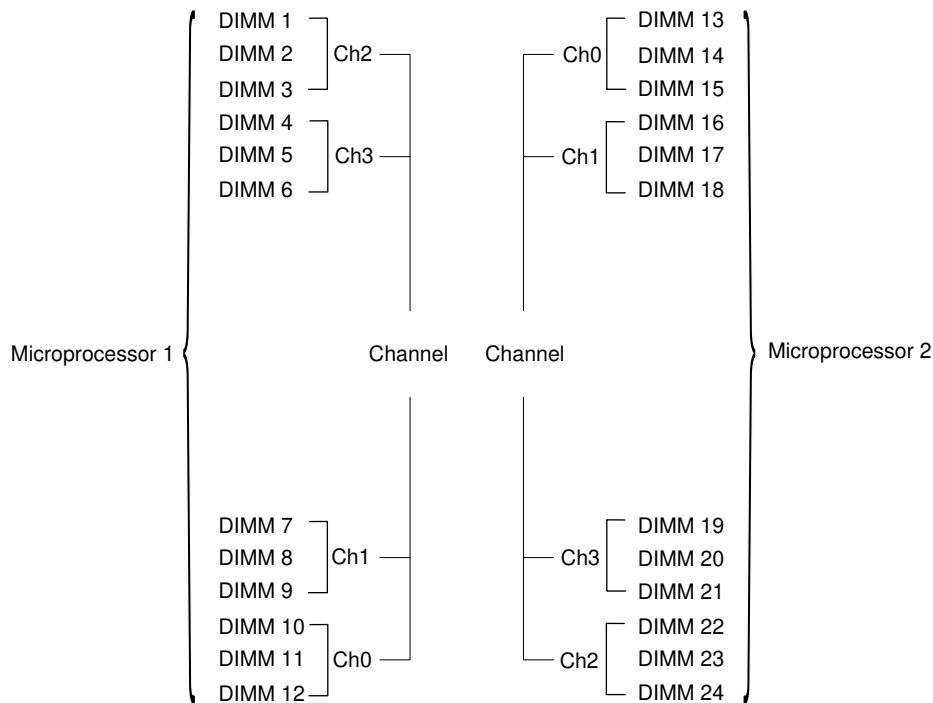 DIMM 1
DIMM 2
DIMM 3
Ch2
DIMM 4
DIMM 5
DIMM 6
Ch3
Microprocessor 1
Channel
DIMM 7
DIMM 8
DIMM 9
Ch1
DIMM 10
DIMM 11
DIMM 12
Ch0
DIMM 13
DIMM 14
DIMM 15
Ch0
DIMM 16
DIMM 17
DIMM 18
Ch1
Channel
Microprocessor 2
DIMM 19
DIMM 20
DIMM 21
Ch3
DIMM 22
DIMM 23
DIMM 24
Ch2